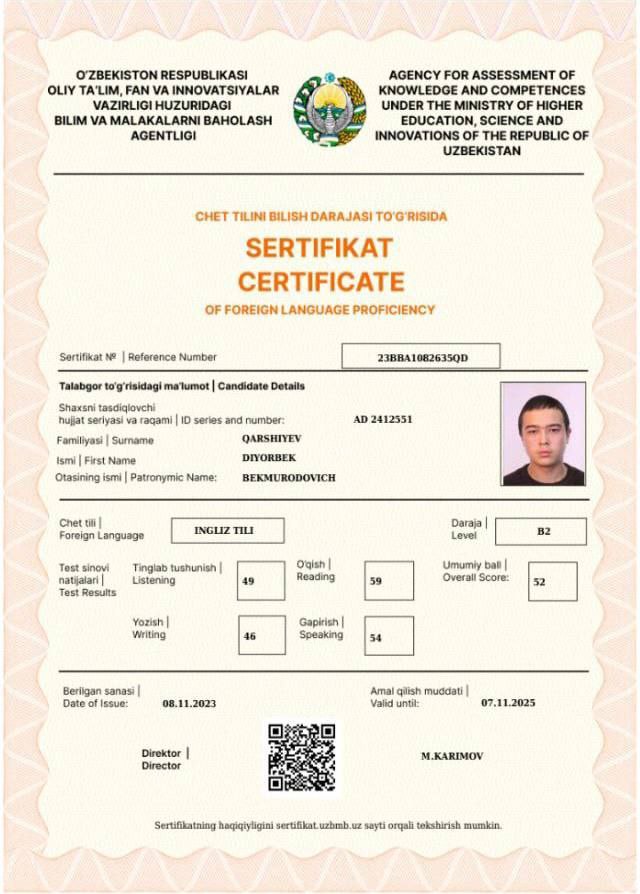 O'ZBEKISTON RESPUBLIKASI
OLIY TA'LIM, FAN VA INNOVATSIYALAR
VAZIRLIGI HUZURIDAGI
BILIM VA MALAKALARNI BAHOLASH
AGENTLIGI
AGENCY FOR ASSESSMENT OF
KNOWLEDGE AND COMPETENCES
UNDER THE MINISTRY OF HIGHER
EDUCATION, SCIENCE AND
INNOVATIONS OF THE REPUBLIC OF
UZBEKISTAN
CHET TILINI BILISH DARAJASI TO'G'RISIDA
SERTIFIKAT
CERTIFICATE
OF FOREIGN LANGUAGE PROFICIENCY
Sertifikat № | Reference Number 23BBA1082635QD
Talabgor to'g'risidagi ma'lumot | Candidate Details
Shaxsni tasdiqlovchi
hujjat seriyasi va raqami | ID series and number: AD 2412551
Familiyasi | Surname QARSHIYEV
Ismi | First Name DIYORBEK
Otasining ismi | Patronymic Name: BEKMURODOVICH
Chet tili |
Foreign Language INGLIZ TILI
Daraja |
Level B2
Test sinovi
natijalari |
Test Results
Tinglab tushunish |
Listening 49
O'qish |
Reading 59
Umumiy ball |
Overall Score: 52
Yozish |
Writing 46
Gapirish |
Speaking 54
Berilgan sanasi |
Date of Issue: 08.11.2023
Amal qilish muddati |
Valid until: 07.11.2025
Direktor |
Director
M.KARIMOV
Sertifikatning haqiqiyligini sertifikat.uzbmb.uz sayti orqali tekshirish mumkin.